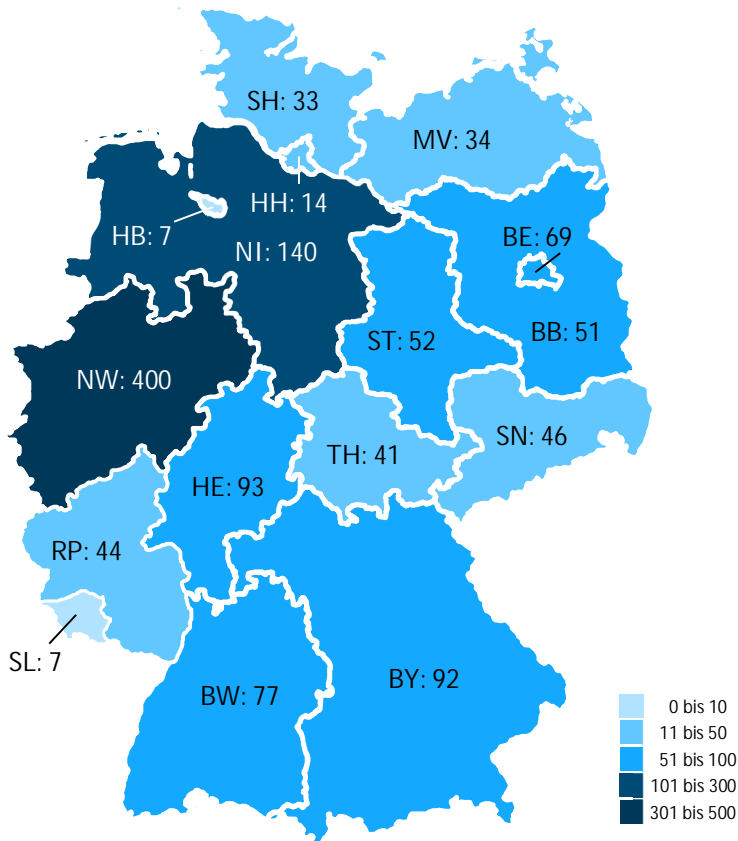 SH: 33
MV: 34
HH: 14
HB: 7
BE: 69
NI: 140
ST: 52
BB: 51
NW: 400
SN: 46
TH: 41
HE: 93
RP: 44
SL: 7
BY: 92
BW: 77
0 bis 10
11 bis 50
51 bis 100
101 bis 300
301 bis 500